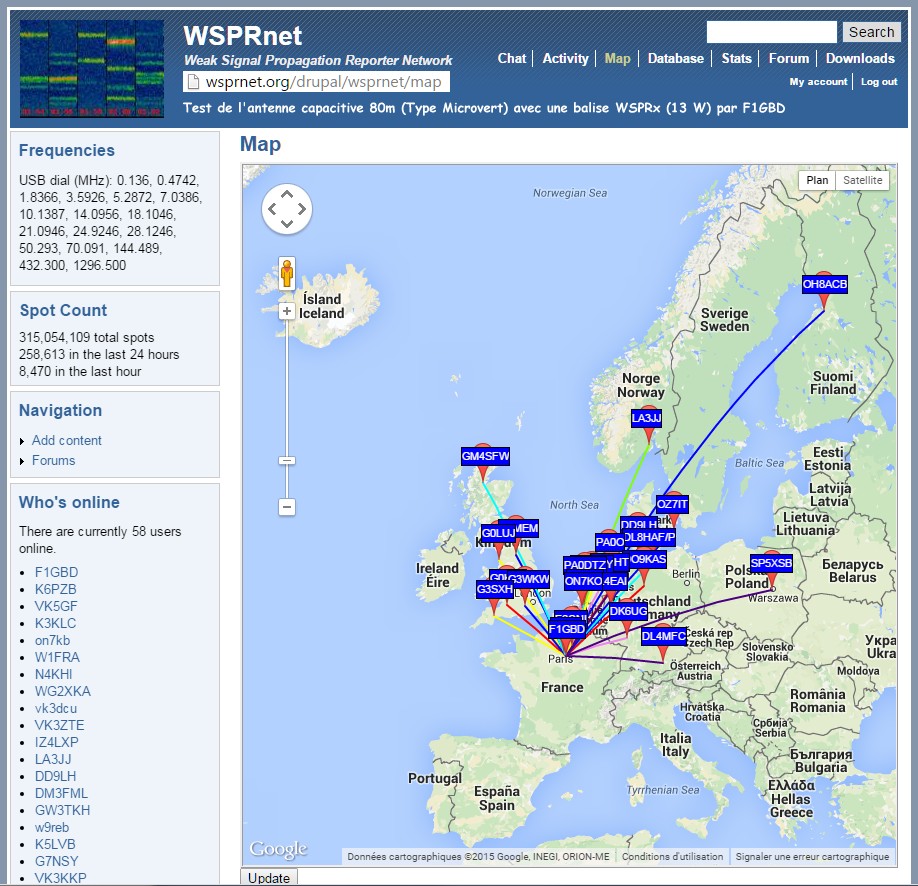 WSPRnet
Weak Signal Propagation Reporter Network
wsprnet.org/drupal/wsprnet/map
Test de l'antenne capacitive 80m (Type Microvert) avec une balise WSPRx (13 W) par F1GBD
Search
Chat Activity Map Database Stats Forum Downloads
My account Log out
Frequencies
USB dial (MHz): 0.136, 0.4742,
1.8366, 3.5926, 5.2872, 7.0386,
10.1387, 14.0956, 18.1046,
21.0946, 24.9246, 28.1246,
50.293, 70.091, 144.489,
432.300, 1296.500
Spot Count
315,054,109 total spots
258,613 in the last 24 hours
8,470 in the last hour
Navigation
Add content
Forums
Who's online
There are currently 58 users
online.
F1GBD
K6PZB
VK5GF
K3KLC
on7kb
W1FRA
N4KHI
WG2XKA
vk3dcu
VK3ZTE
IZ4LXP
LA3JJ
DD9LH
DM3FML
GW3TKH
w9reb
K5LVB
G7NSY
VK3KKP
Map
Plan Satellite
Norwegian Sea
OH8ACB
Ísland
Iceland
Sverige
Sweden
Suomi
Finland
Norge
Norway
LA3JJ
GM4SFW
Eesti
Estonia
Baltic Sea
Latvija
Latvia
North Sea
OZ7IT
Lietuva
Lithuania
DD9LH
G0LUJ
MEM
DL8HAF/P
PA0O
Ireland
Éire
PA0DTZY
HT
O9KAS
SP5XSB
Беларусь
Belarus
Berlin
Poland
Warszawa
G3WKW
ON7KO
4EAI
G3SXH
London
DK6UG
F1GBD
DL4MFC
Česká rep
Czech Rep
Slovensko
Slovakia
Paris
Österreich
Austria
Moldova
France
România
Romania
Hrvatska
Croatia
Србија
Serbia
Italia
Italy
България
Bulgaria
Portugal
España
Spain
Tyrrhenian Sea
Ελλάδα
Hellas
Greece
Google
Données cartographiques ©2015 Google, INEGI, ORION-ME
Conditions d'utilisation
Signaler une erreur cartographique
Update